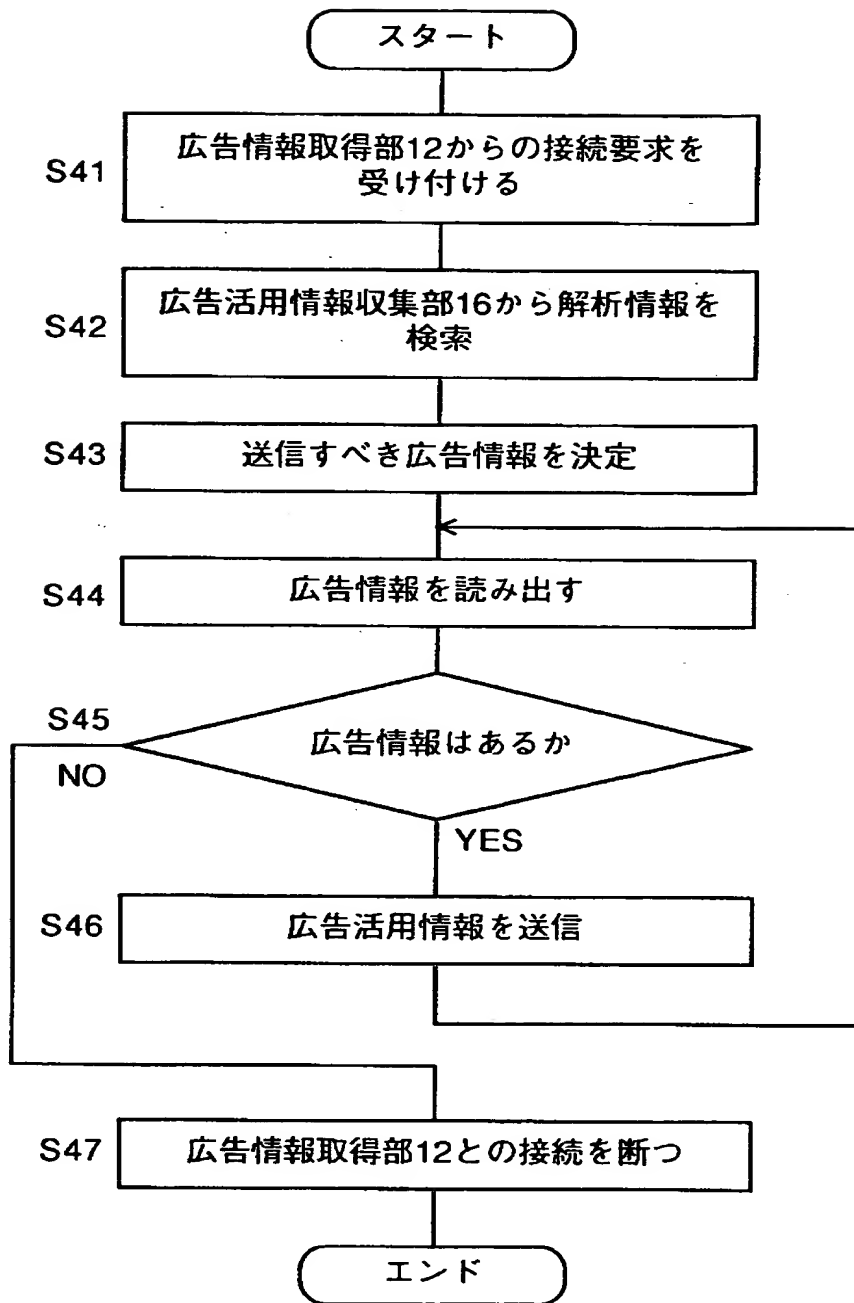 スタート
S41
広告情報取得部12からの接続要求を
受け付ける
S42
広告活用情報収集部16から解析情報を
検索
S43
送信すべき広告情報を決定
S44
広告情報を読み出す
S45
広告情報はあるか
NO
YES
S46
広告活用情報を送信
S47
広告情報取得部12との接続を断つ
エンド